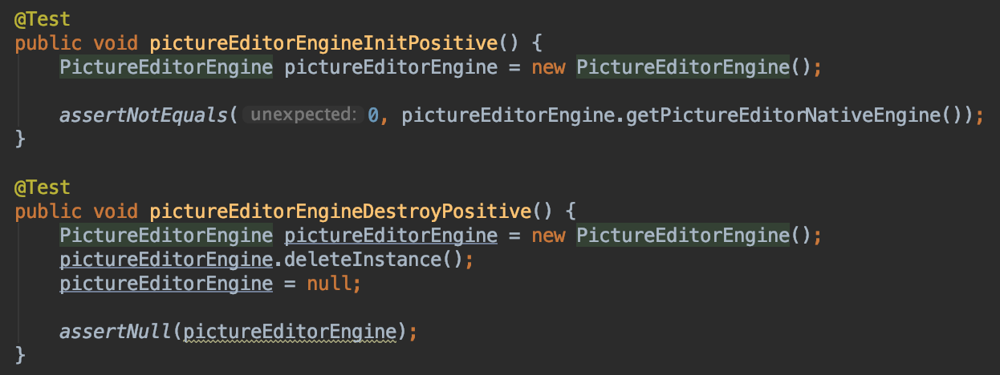 @Test
public void pictureEditorEngineInitPositive() {
PictureEditorEngine pictureEditorEngine = new PictureEditorEngine();
assertNotEquals( unexpected: 0, pictureEditorEngine.getPictureEditorNativeEngine());
}
@Test
public void pictureEditorEngineDestroyPositive() {
PictureEditorEngine pictureEditorEngine = new PictureEditorEngine();
pictureEditorEngine.deleteInstance();
pictureEditorEngine = null;
assertNull(pictureEditorEngine);
}